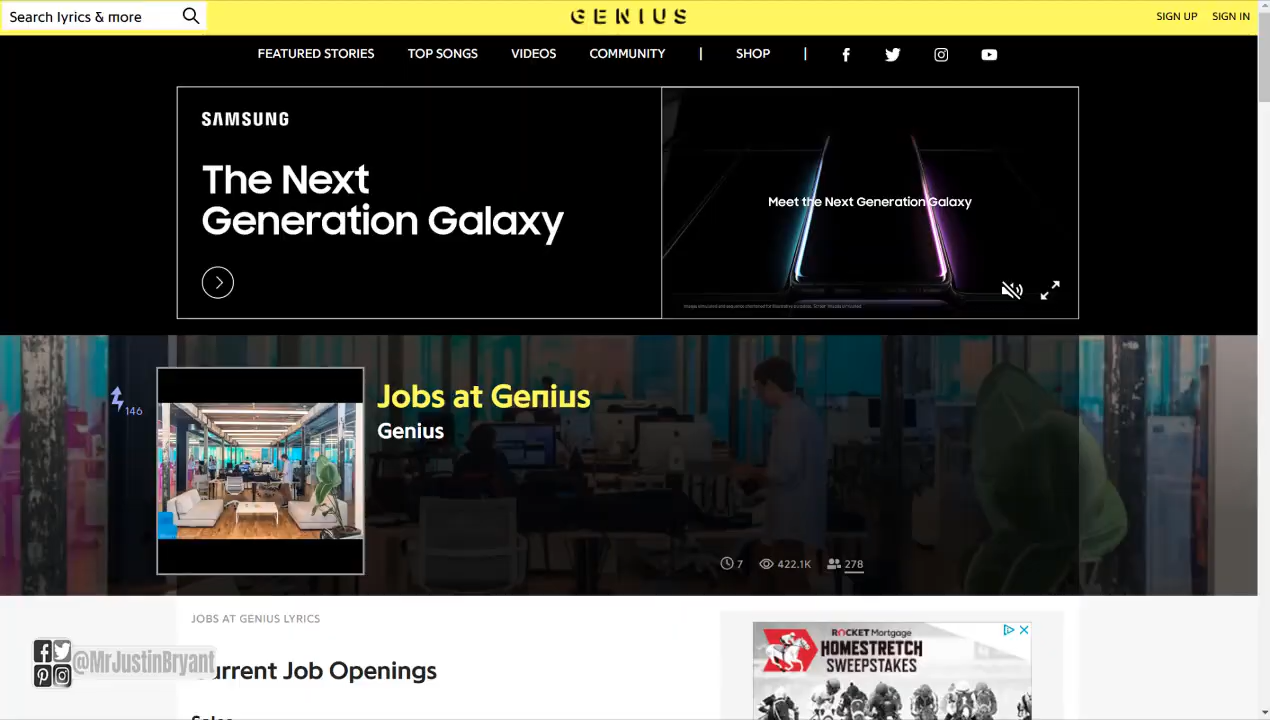 Search lyrics & more
GENIUS
SIGN UP
SIGN IN
FEATURED STORIES
TOP SONGS
VIDEOS
COMMUNITY
|
SHOP
|
SAMSUNG
The Next
Generation Galaxy
Meet the Next Generation Galaxy
146
Jobs at Genius
Genius
7
422.1K
278
JOBS AT GENIUS LYRICS
Current Job Openings
@MrJustinBryant
Sales
ROCKET Mortgage
HOMESTRETCH
SWEEPSTAKES